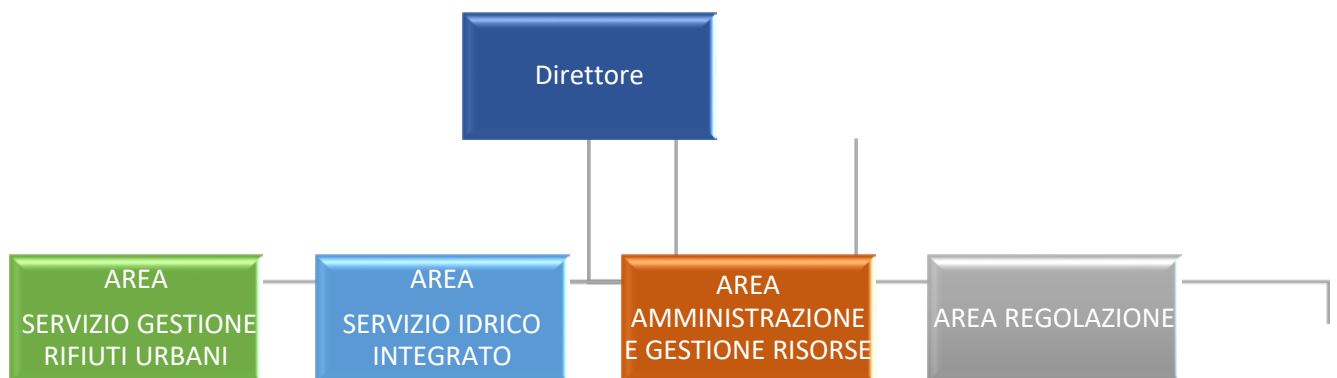 Direttore
AREA
SERVIZIO GESTIONE
RIFIUTI URBANI
AREA
SERVIZIO IDRICO
INTEGRATO
AREA
AMMINISTRAZIONE
E GESTIONE RISORSE
AREA REGOLAZIONE